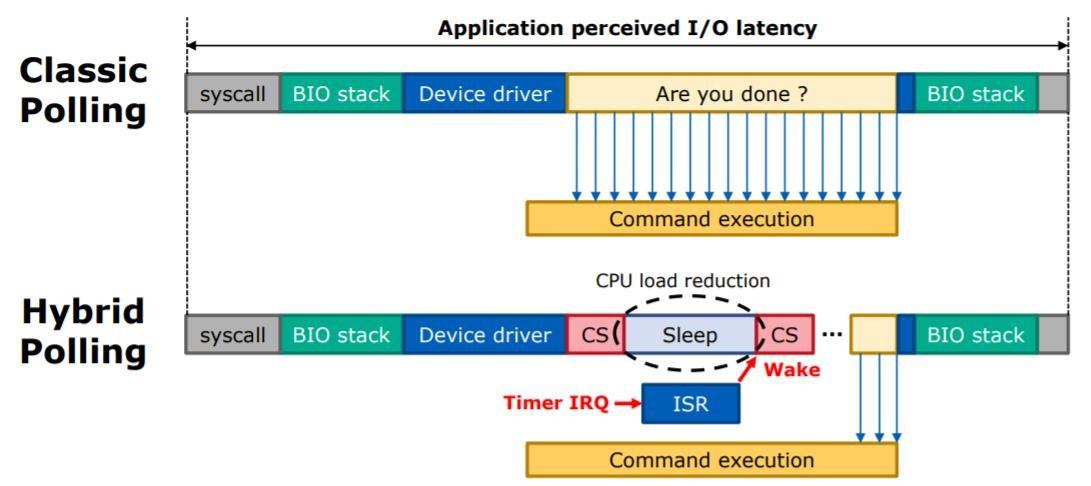 Application perceived I/O latency
Classic
Polling
syscall
BIO stack
Device driver
Are you done ?
BIO stack
Command execution
CPU load reduction
Hybrid
Polling
syscall
BIO stack
Device driver
CS
Sleep
CS
...
BIO stack
Wake
Timer IRQ
ISR
Command execution